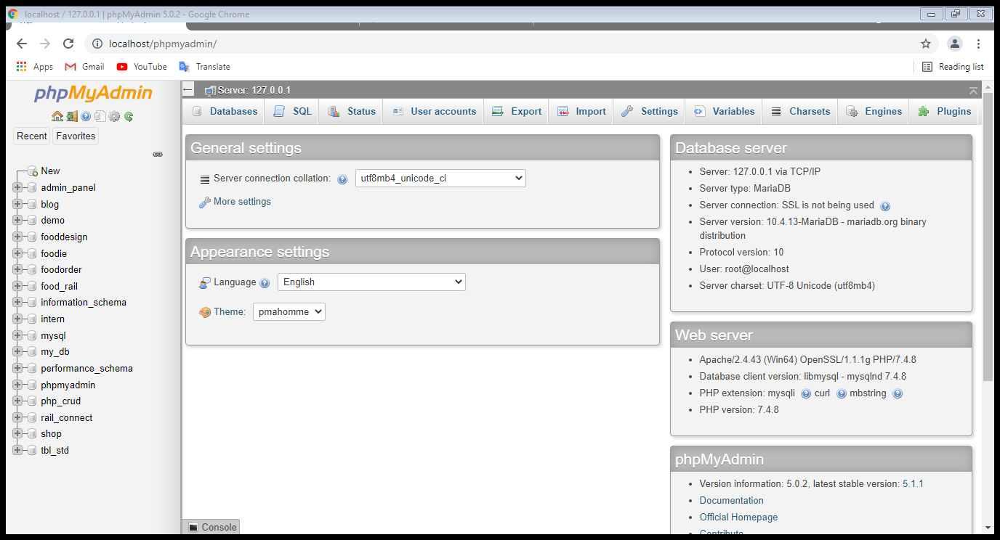 localhost / 127.0.0.1 | phpMyAdmin 5.0.2 - Google Chrome
localhost/phpmyadmin/
Apps Gmail YouTube Translate Reading list
phpMyAdmin
Recent Favorites
New
admin_panel
blog
demo
fooddesign
foodie
foodorder
food_rail
information_schema
intern
mysql
my_db
performance_schema
phpmyadmin
php_crud
rail_connect
shop
tbl_std
Server: 127.0.0.1
Databases SQL Status User accounts Export Import Settings Variables Charsets Engines Plugins
General settings
Server connection collation: utf8mb4_unicode_ci
More settings
Appearance settings
Language English
Theme: pmahomme
Database server
Server: 127.0.0.1 via TCP/IP
Server type: MariaDB
Server connection: SSL is not being used
Server version: 10.4.13-MariaDB - mariadb.org binary
distribution
Protocol version: 10
User: root@localhost
Server charset: UTF-8 Unicode (utf8mb4)
Web server
Apache/2.4.43 (Win64) OpenSSL/1.1.1g PHP/7.4.8
Database client version: libmysql - mysqlnd 7.4.8
PHP extension: mysqli curl mbstring
PHP version: 7.4.8
phpMyAdmin
Version information: 5.0.2, latest stable version: 5.1.1
Documentation
Official Homepage
Contribute
Console